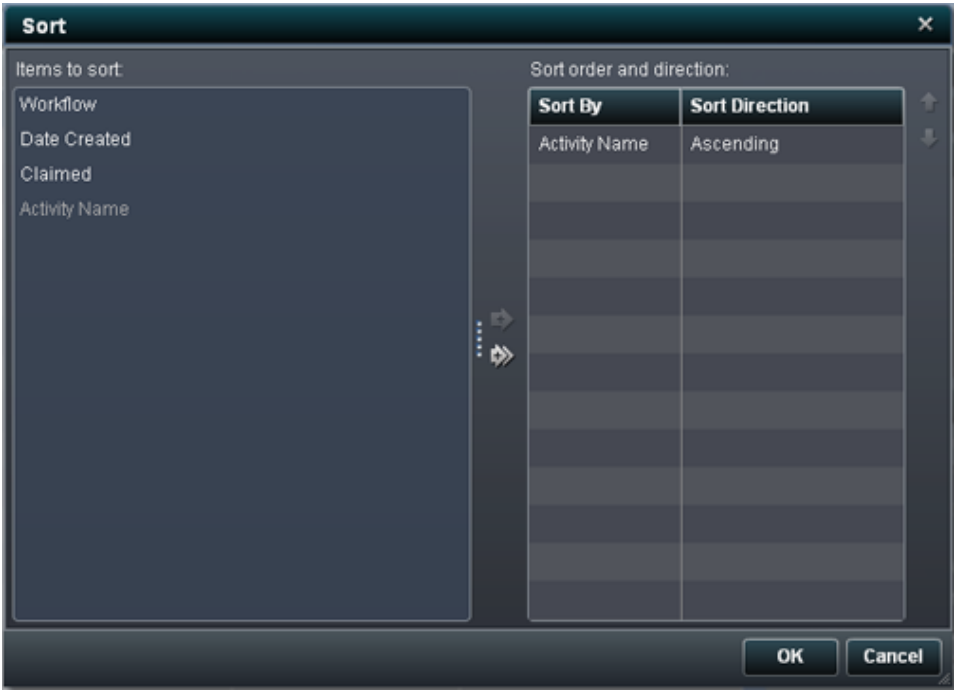 Sort
Items to sort:
Workflow
Date Created
Claimed
Activity Name
Sort order and direction:
Sort By Sort Direction
Activity Name Ascending
OK Cancel